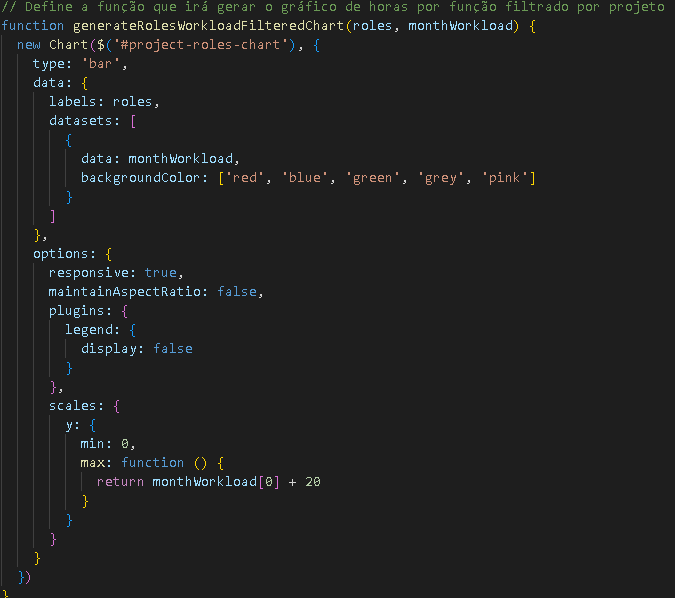 // Define a função que irá gerar o gráfico de horas por função filtrado por projeto
function generateRolesWorkloadFilteredChart(roles, monthWorkload) {
  new Chart($('#project-roles-chart'), {
    type: 'bar',
    data: {
      labels: roles,
      datasets: [
        {
          data: monthWorkload,
          backgroundColor: ['red', 'blue', 'green', 'grey', 'pink']
        }
      ]
    },
    options: {
      responsive: true,
      maintainAspectRatio: false,
      plugins: {
        legend: {
          display: false
        }
      },
      scales: {
        y: {
          min: 0,
          max: function () {
            return monthWorkload[0] + 20
          }
        }
      }
    }
  })
}